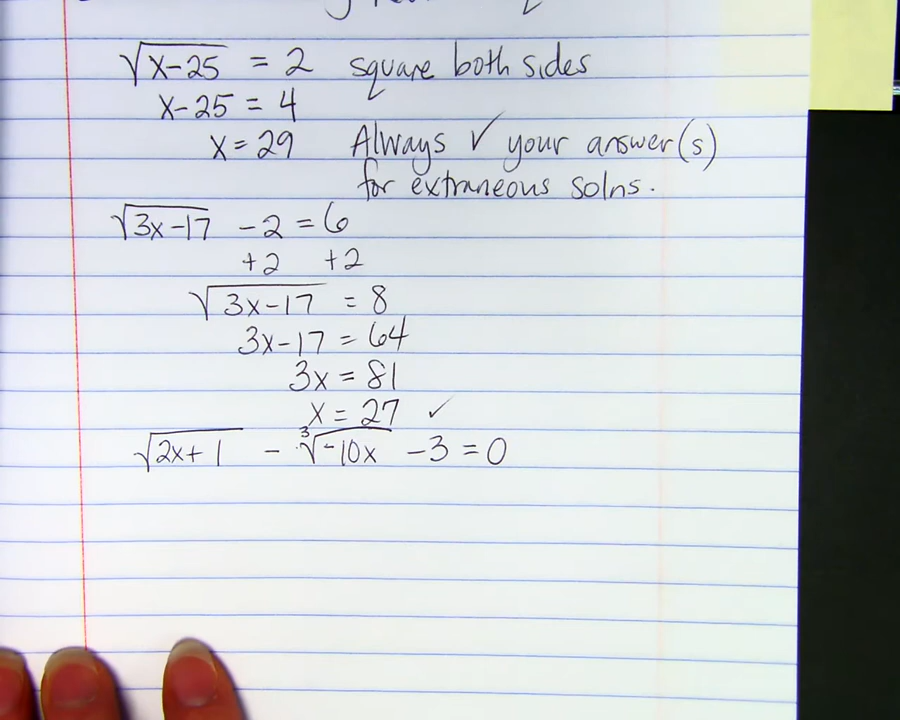 √(x-25) = 2 square both sides
x-25 = 4
x = 29 Always ✓ your answer(s)
for extraneous solns.
√(3x-17) -2 = 6
+2 +2
√(3x-17) = 8
3x-17 = 64
3x = 81
x = 27 ✓
√(2x+1) - ∛(-10x) -3 = 0